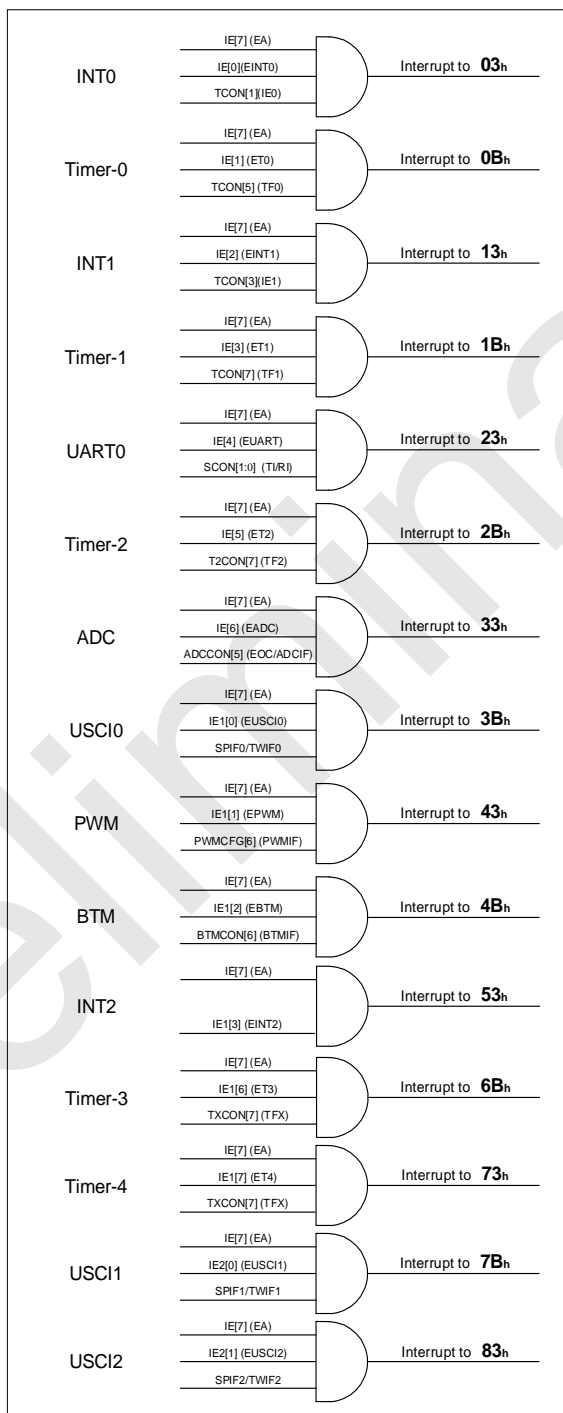 IE[7] (EA)
INT0
IE[0](EINT0)
Interrupt to 03h
TCON[1](IE0)
IE[7] (EA)
Timer-0
IE[1] (ET0)
Interrupt to 0Bh
TCON[5] (TF0)
IE[7] (EA)
INT1
IE[2] (EINT1)
Interrupt to 13h
TCON[3](IE1)
IE[7] (EA)
Timer-1
IE[3] (ET1)
Interrupt to 1Bh
TCON[7] (TF1)
IE[7] (EA)
UART0
IE[4] (EUART)
Interrupt to 23h
SCON[1:0] (TI/RI)
IE[7] (EA)
Timer-2
IE[5] (ET2)
Interrupt to 2Bh
T2CON[7] (TF2)
IE[7] (EA)
ADC
IE[6] (EADC)
Interrupt to 33h
ADCCON[5] (EOC/ADCIF)
IE[7] (EA)
USCI0
IE1[0] (EUSCI0)
Interrupt to 3Bh
SPIF0/TWIF0
IE[7] (EA)
PWM
IE1[1] (EPWM)
Interrupt to 43h
PWMCFG[6] (PWMIF)
IE[7] (EA)
BTM
IE1[2] (EBTM)
Interrupt to 4Bh
BTMCON[6] (BTMIF)
IE[7] (EA)
INT2
Interrupt to 53h
IE1[3] (EINT2)
IE[7] (EA)
Timer-3
IE1[6] (ET3)
Interrupt to 6Bh
TXCON[7] (TFX)
IE[7] (EA)
Timer-4
IE1[7] (ET4)
Interrupt to 73h
TXCON[7] (TFX)
IE[7] (EA)
USCI1
IE2[0] (EUSCI1)
Interrupt to 7Bh
SPIF1/TWIF1
IE[7] (EA)
USCI2
IE2[1] (EUSCI2)
Interrupt to 83h
SPIF2/TWIF2
elimina